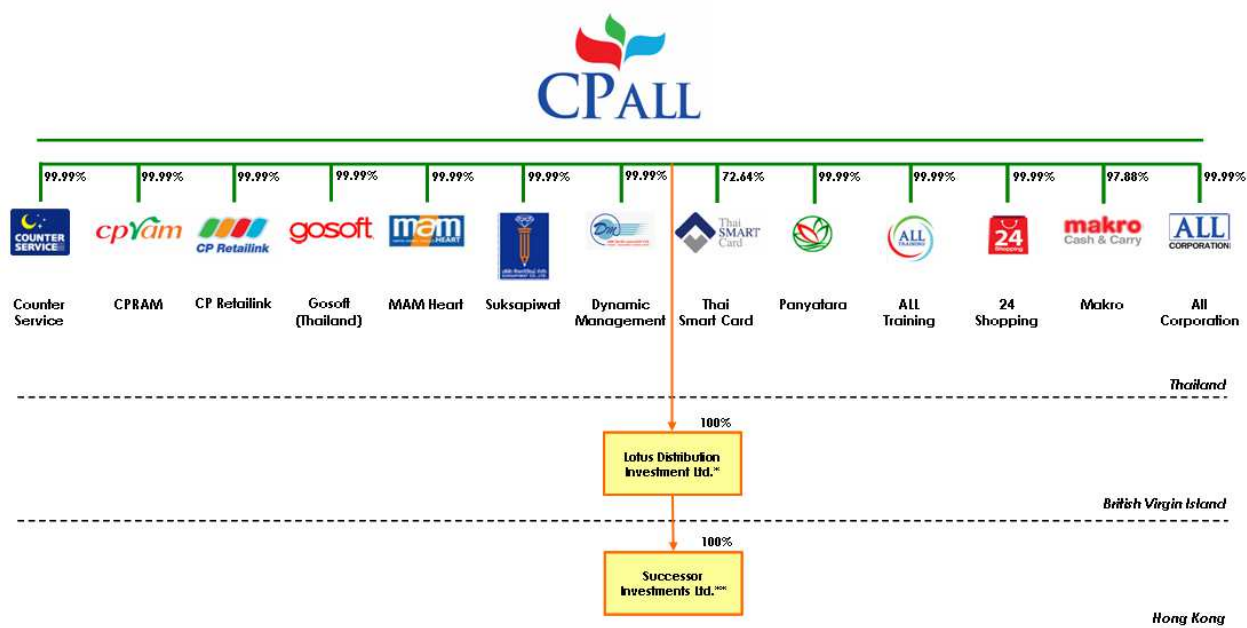 CPALL
99.99%
99.99%
99.99%
99.99%
99.99%
99.99%
99.99%
72.64%
99.99%
99.99%
99.99%
97.88%
99.99%
COUNTER
SERVICE
cpram
CP Retailink
gosoft
mam
HEART
Dm
Thai
SMART
Card
ALL
TRAINING
24
Shopping
makro
Cash & Carry
ALL
CORPORATION
Counter
Service
CPRAM
CP Retailink
Gosoft
(Thailand)
MAM Heart
Suksapiwat
Dynamic
Management
Thai
Smart Card
Panyatara
ALL
Training
24
Shopping
Makro
All
Corporation
Thailand
100%
Lotus Distribution
Investment Ltd.*
British Virgin Island
100%
Successor
Investments Ltd.**
Hong Kong